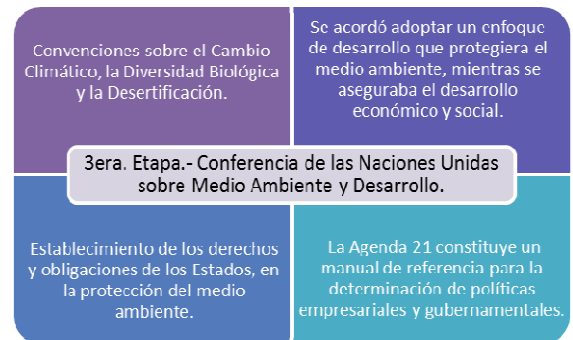 Convenciones sobre el Cambio
Climático, la Diversidad Biológica
y la Desertificación.
Se acordó adoptar un enfoque
de desarrollo que protegiera el
medio ambiente, mientras se
aseguraba el desarrollo
económico y social.
3era. Etapa.- Conferencia de las Naciones Unidas
sobre Medio Ambiente y Desarrollo.
Establecimiento de los derechos
y obligaciones de los Estados, en
la protección del medio
ambiente.
La Agenda 21 constituye un
manual de referencia para la
determinación de políticas
empresariales y gubernamentales.